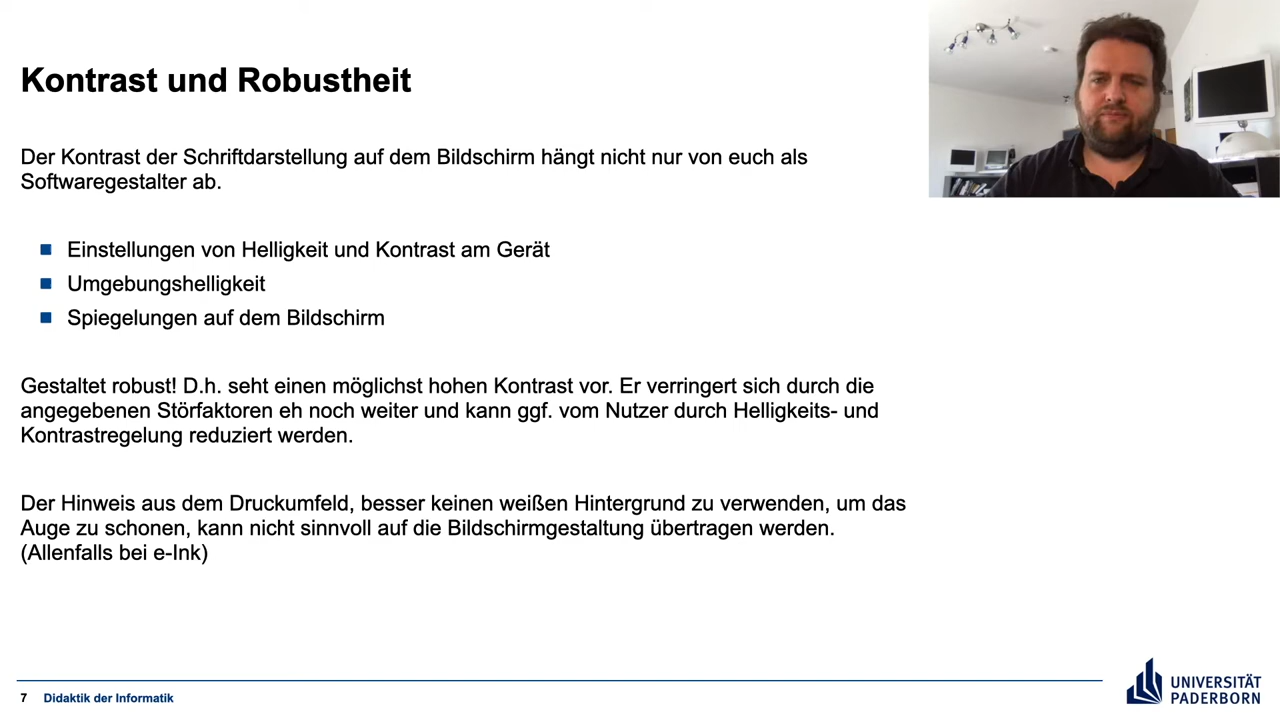 Kontrast und Robustheit
Der Kontrast der Schriftdarstellung auf dem Bildschirm hängt nicht nur von euch als
Softwaregestalter ab.
Einstellungen von Helligkeit und Kontrast am Gerät
Umgebungshelligkeit
Spiegelungen auf dem Bildschirm
Gestaltet robust! D.h. seht einen möglichst hohen Kontrast vor. Er verringert sich durch die
angegebenen Störfaktoren eh noch weiter und kann ggf. vom Nutzer durch Helligkeits- und
Kontrastregelung reduziert werden.
Der Hinweis aus dem Druckumfeld, besser keinen weißen Hintergrund zu verwenden, um das
Auge zu schonen, kann nicht sinnvoll auf die Bildschirmgestaltung übertragen werden.
(Allenfalls bei e-Ink)
7 Didaktik der Informatik
UNIVERSITÄT
PADERBORN